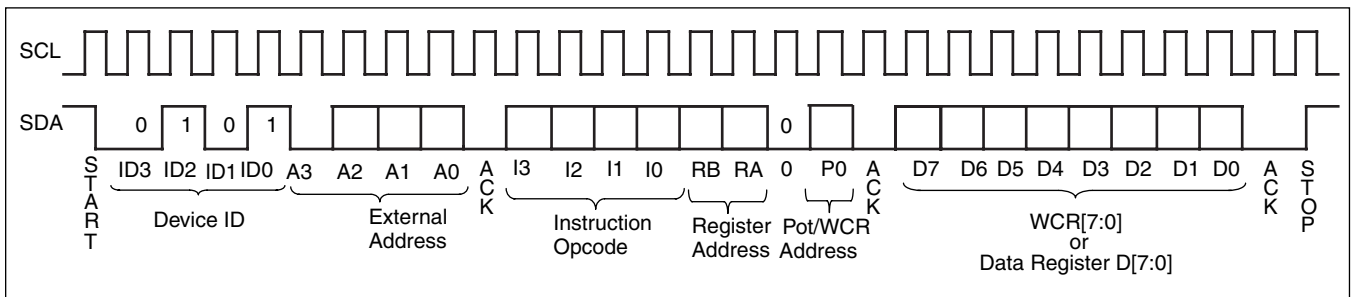 SCL
SDA
0 1 0 1 0
START ID3 ID2 ID1 ID0 A3 A2 A1 A0 ACK I3 I2 I1 I0 RB RA 0 P0 ACK D7 D6 D5 D4 D3 D2 D1 D0 ACK STOP
Device ID
External
Address
Instruction
Opcode
Register
Address
Pot/WCR
Address
WCR[7:0]
or
Data Register D[7:0]